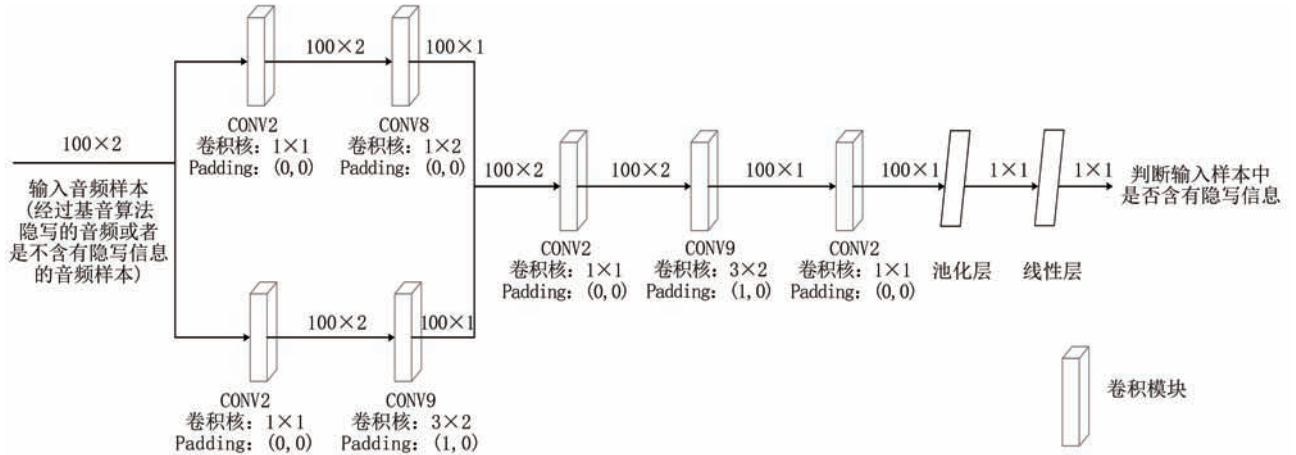 100×2
输入音频样本
(经过基音算法
隐写的音频或者
是不含有隐写信息
的音频样本)
CONV2
卷积核: 1×1
Padding: (0,0)
100×2
CONV8
卷积核: 1×2
Padding: (0,0)
100×1
CONV2
卷积核: 1×1
Padding: (0,0)
100×2
CONV9
卷积核: 3×2
Padding: (1,0)
100×1
100×2
CONV2
卷积核: 1×1
Padding: (0,0)
100×2
CONV9
卷积核: 3×2
Padding: (1,0)
100×1
CONV2
卷积核: 1×1
Padding: (0,0)
100×1
池化层
1×1
线性层
1×1
判断输入样本中
是否含有隐写信息
卷积模块